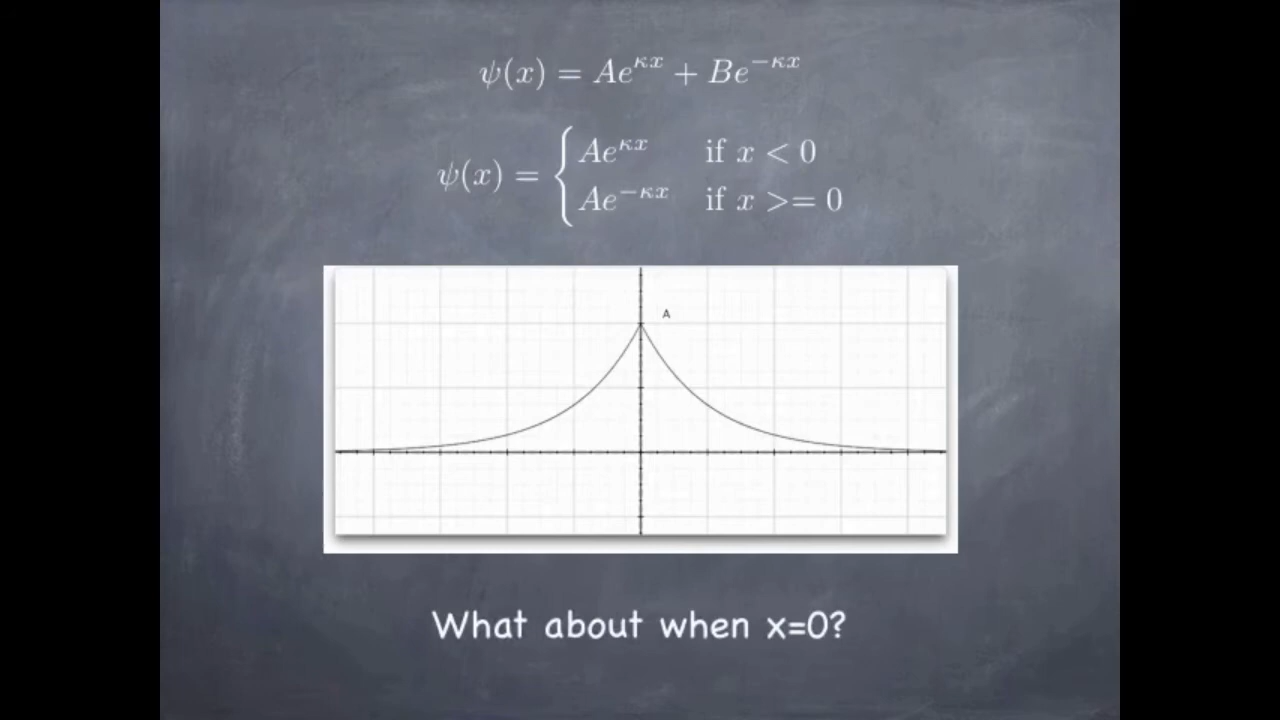 ψ(x) = Ae^{κx} + Be^{−κx}
ψ(x) = { Ae^{κx} if x < 0
Ae^{−κx} if x >= 0
A
What about when x=0?